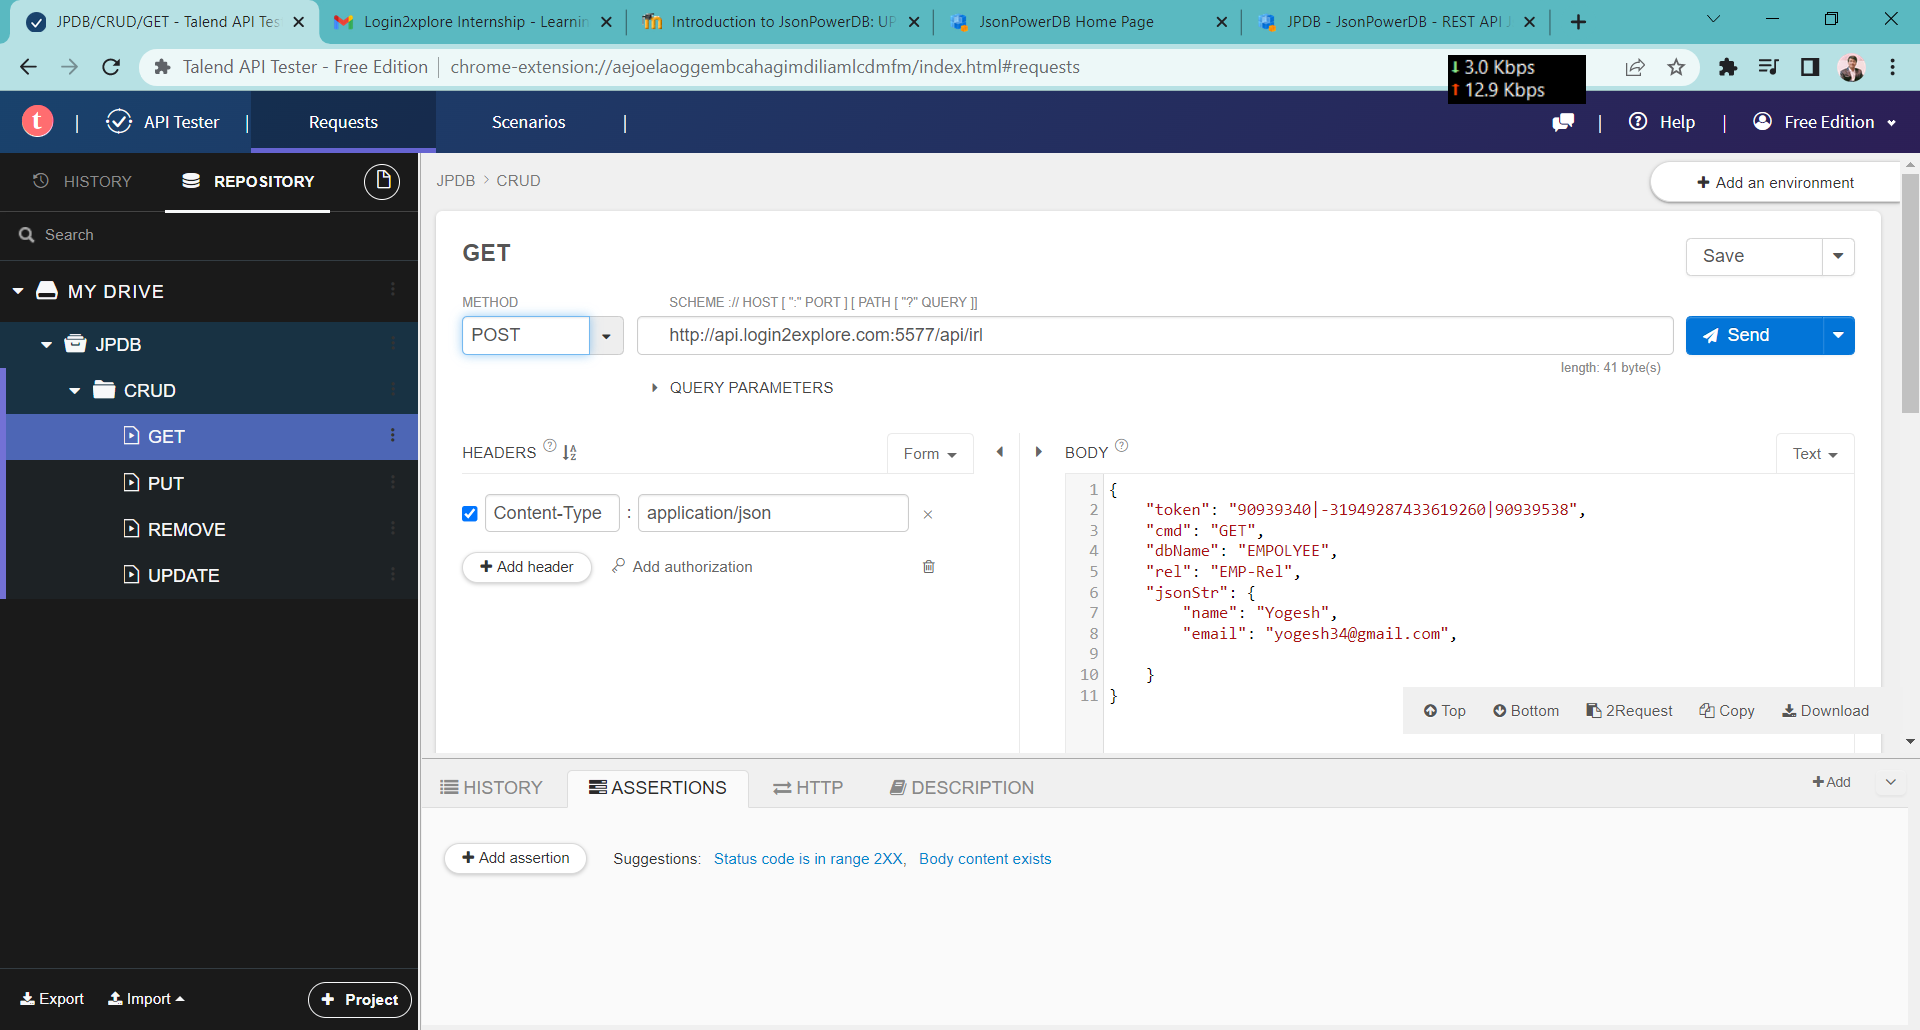 JPDB/CRUD/GET - Talend API Tes
Login2xplore Internship - Learnin
Introduction to JsonPowerDB: UP
JsonPowerDB Home Page
JPDB - JsonPowerDB - REST API J
Talend API Tester - Free Edition
chrome-extension://aejoelaoggembcahagimdiliamlcdmfm/index.html#requests
3.0 Kbps
12.9 Kbps
t
API Tester
Requests
Scenarios
Help
Free Edition
HISTORY
REPOSITORY
Search
MY DRIVE
JPDB
CRUD
GET
PUT
REMOVE
UPDATE
Export
Import
+ Project
JPDB > CRUD
+ Add an environment
GET
Save
METHOD
SCHEME :// HOST [ ":" PORT ] [ PATH [ "?" QUERY ]]
POST
http://api.login2explore.com:5577/api/irl
Send
length: 41 byte(s)
QUERY PARAMETERS
HEADERS
Form
Content-Type : application/json
+ Add header
Add authorization
BODY
Text
1 {
2 "token": "90939340|-31949287433619260|90939538",
3 "cmd": "GET",
4 "dbName": "EMPOLYEE",
5 "rel": "EMP-Rel",
6 "jsonStr": {
7 "name": "Yogesh",
8 "email": "yogesh34@gmail.com",
9
10 }
11 }
Top
Bottom
2Request
Copy
Download
HISTORY
ASSERTIONS
HTTP
DESCRIPTION
+Add
+ Add assertion
Suggestions: Status code is in range 2XX, Body content exists